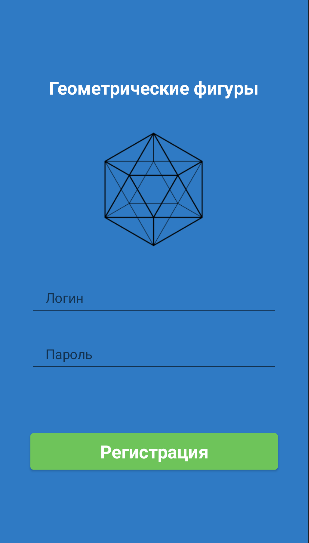 Геометрические фигуры
Логин
Пароль
Регистрация